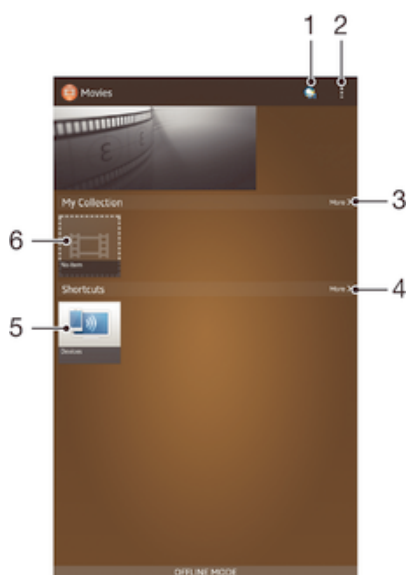 1 2
Movies
My Collection More
3
6
No item
Shortcuts More
4
5
Devices
OFFLINE MODE